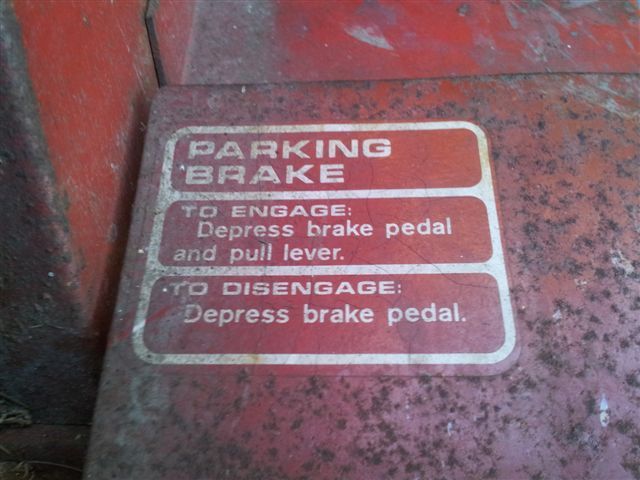 PARKING
BRAKE
TO ENGAGE:
Depress brake pedal
and pull lever.
TO DISENGAGE:
Depress brake pedal.